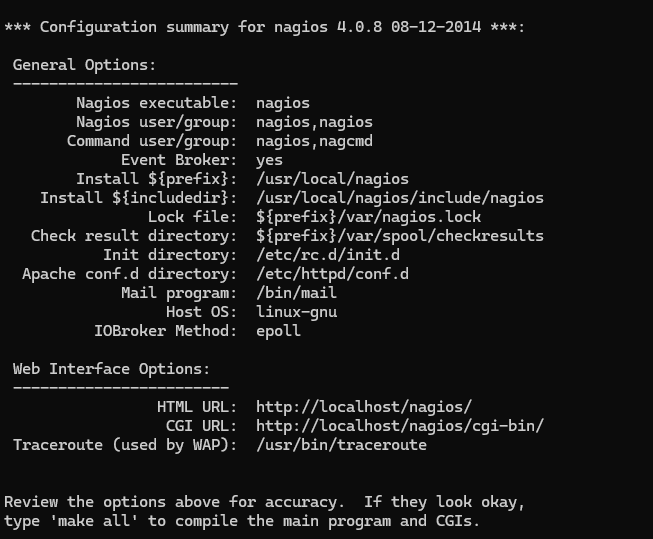 *** Configuration summary for nagios 4.0.8 08-12-2014 ***:
General Options:
-------------------------
Nagios executable:  nagios
Nagios user/group:  nagios,nagios
Command user/group:  nagios,nagcmd
Event Broker:  yes
Install ${prefix}:  /usr/local/nagios
Install ${includedir}:  /usr/local/nagios/include/nagios
Lock file:  ${prefix}/var/nagios.lock
Check result directory:  ${prefix}/var/spool/checkresults
Init directory:  /etc/rc.d/init.d
Apache conf.d directory:  /etc/httpd/conf.d
Mail program:  /bin/mail
Host OS:  linux-gnu
IOBroker Method:  epoll
Web Interface Options:
------------------------
HTML URL:  http://localhost/nagios/
CGI URL:  http://localhost/nagios/cgi-bin/
Traceroute (used by WAP):  /usr/bin/traceroute
Review the options above for accuracy.  If they look okay,
type 'make all' to compile the main program and CGIs.